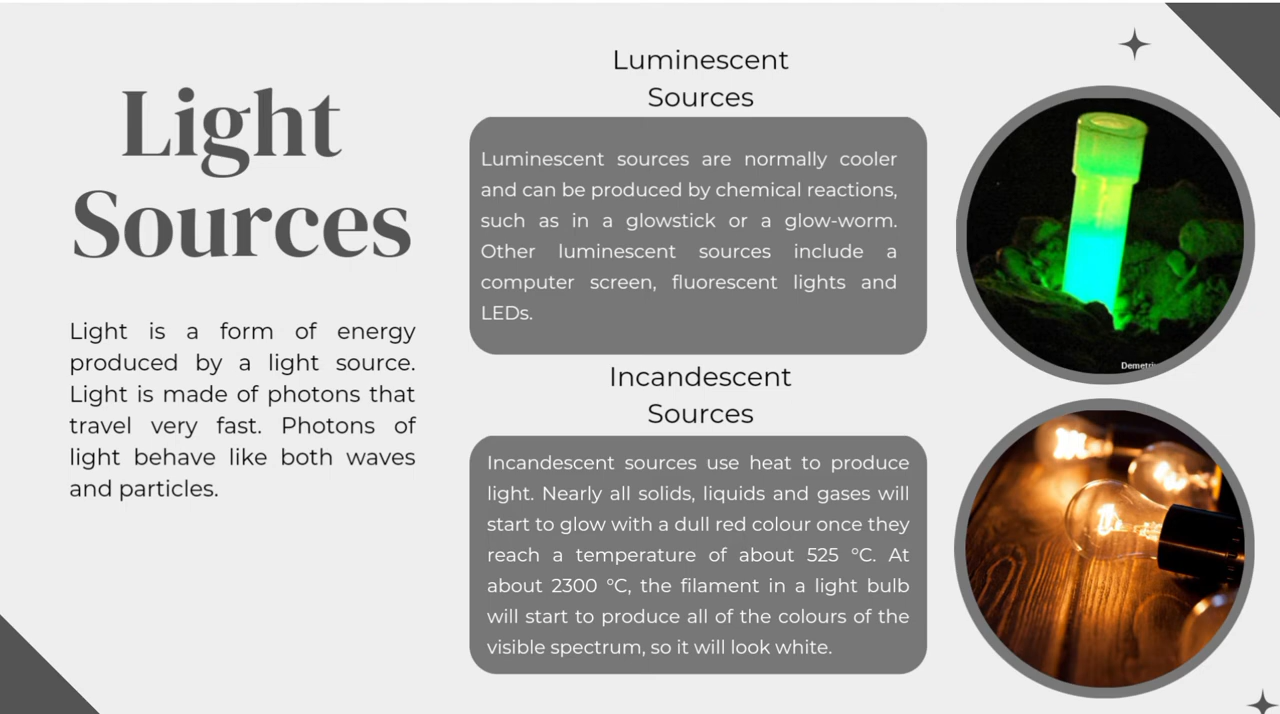 Light
Sources
Light is a form of energy
produced by a light source.
Light is made of photons that
travel very fast. Photons of
light behave like both waves
and particles.
Luminescent
Sources
Luminescent sources are normally cooler
and can be produced by chemical reactions,
such as in a glowstick or a glow-worm.
Other luminescent sources include a
computer screen, fluorescent lights and
LEDs.
Incandescent
Sources
Incandescent sources use heat to produce
light. Nearly all solids, liquids and gases will
start to glow with a dull red colour once they
reach a temperature of about 525 °C. At
about 2300 °C, the filament in a light bulb
will start to produce all of the colours of the
visible spectrum, so it will look white.